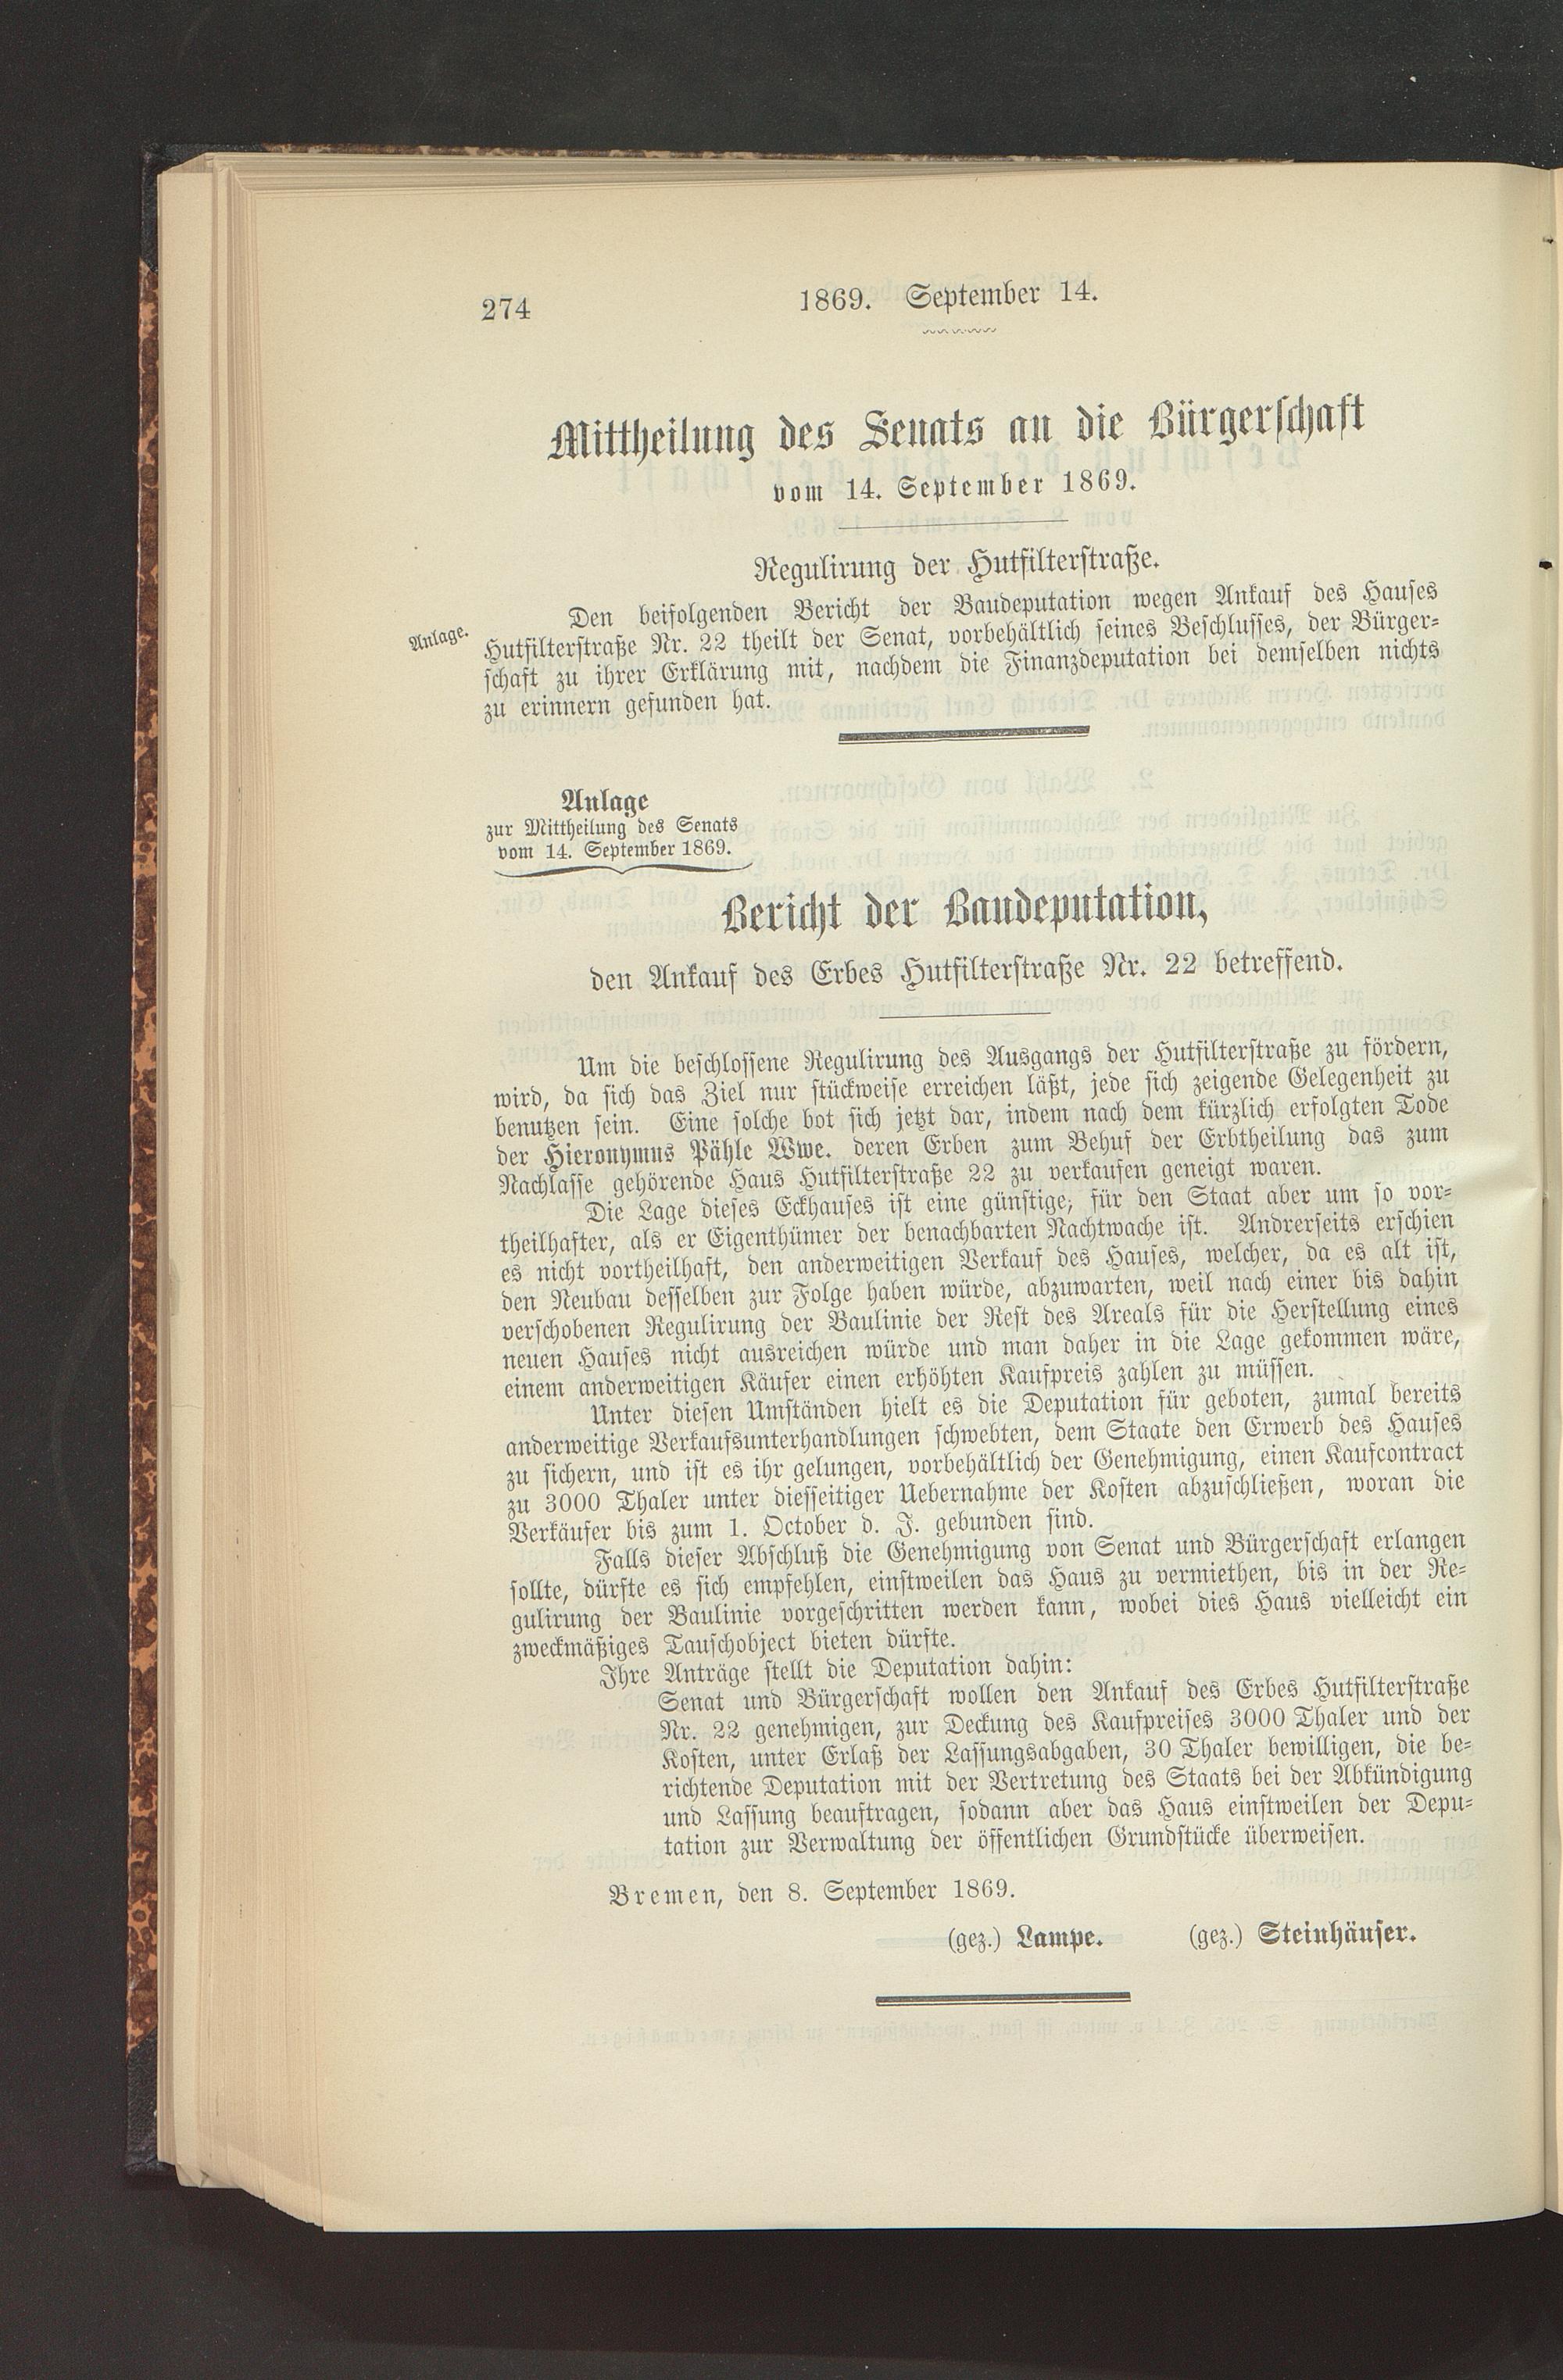 274
1869. September 14.
Mittheilung des Senats an die Bürgerschaft
vom 14. September 1869.
Regulirung der Hutfilterstraße.
Anlage.
Den beifolgenden Bericht der Baudeputation wegen Ankauf des Hauses
Hutfilterstraße Nr. 22 theilt der Senat, vorbehältlich seines Beschlusses, der Bürger-
schaft zu ihrer Erklärung mit, nachdem die Finanzdeputation bei demselben nichts
zu erinnern gefunden hat.
Anlage
zur Mittheilung des Senats
vom 14. September 1869.
Bericht der Baudeputation,
den Ankauf des Erbes Hutfilterstraße Nr. 22 betreffend.
Um die beschlossene Regulirung des Ausgangs der Hutfilterstraße zu fördern,
wird, da sich das Ziel nur stückweise erreichen läßt, jede sich zeigende Gelegenheit zu
benutzen sein. Eine solche bot sich jetzt dar, indem nach dem kürzlich erfolgten Tode
der Hieronymus Pähle Wwe. deren Erben zum Behuf der Erbtheilung das zum
Nachlasse gehörende Haus Hutfilterstraße 22 zu verkaufen geneigt waren.
Die Lage dieses Eckhauses ist eine günstige, für den Staat aber um so vor-
theilhafter, als er Eigenthümer der benachbarten Nachtwache ist. Andrerseits erschien
es nicht vortheilhaft, den anderweitigen Verkauf des Hauses, welcher, da es alt ist,
den Neubau desselben zur Folge haben würde, abzuwarten, weil nach einer bis dahin
verschobenen Regulirung der Baulinie der Rest des Areals für die Herstellung eines
neuen Hauses nicht ausreichen würde und man daher in die Lage gekommen wäre,
einem anderweitigen Käufer einen erhöhten Kaufpreis zahlen zu müssen.
Unter diesen Umständen hielt es die Deputation für geboten, zumal bereits
anderweitige Verkaufsunterhandlungen schwebten, dem Staate den Erwerb des Hauses
zu sichern, und ist es ihr gelungen, vorbehältlich der Genehmigung, einen Kaufcontract
zu 3000 Thaler unter diesseitiger Uebernahme der Kosten abzuschließen, woran die
Verkäufer bis zum 1. October d. J. gebunden sind.
Falls dieser Abschluß die Genehmigung von Senat und Bürgerschaft erlangen
sollte, dürfte es sich empfehlen, einstweilen das Haus zu vermiethen, bis in der Re-
gulirung der Baulinie vorgeschritten werden kann, wobei dies Haus vielleicht ein
zweckmäßiges Tauschobject bieten dürfte.
Ihre Anträge stellt die Deputation dahin:
Senat und Bürgerschaft wollen den Ankauf des Erbes Hutfilterstraße
Nr. 22 genehmigen, zur Deckung des Kaufpreises 3000 Thaler und der
Kosten, unter Erlaß der Lassungsabgaben, 30 Thaler bewilligen, die be-
richtende Deputation mit der Vertretung des Staats bei der Abkündigung
und Lassung beauftragen, sodann aber das Haus einstweilen der Depu-
tation zur Verwaltung der öffentlichen Grundstücke überweisen.
Bremen, den 8. September 1869.
(gez.) Lampe. (gez.) Steinhäuser.